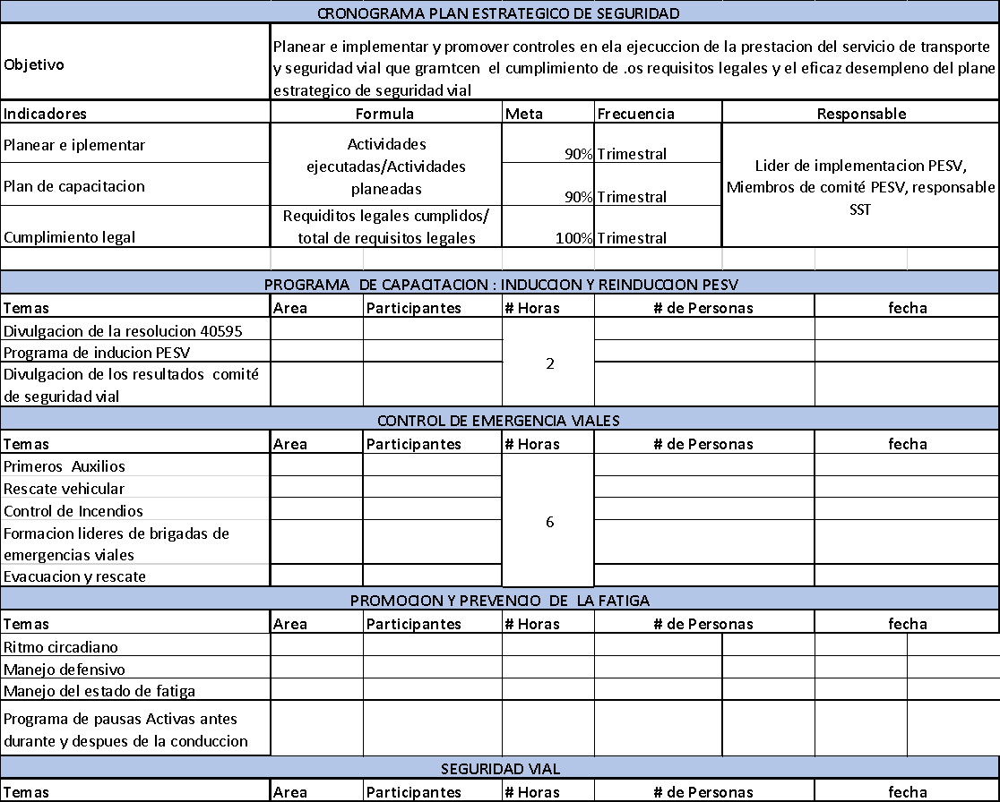 CRONOGRAMA PLAN ESTRATEGICO DE SEGURIDAD
Objetivo
Planear e implementar y promover controles en ela ejecuccion de la prestacion del servicio de transporte
y seguridad vial que gramtcen el cumplimiento de .os requisitos legales y el eficaz desempleno del plane
estrategico de seguridad vial
Indicadores Formula Meta Frecuencia Responsable
Planear e iplementar
Actividades
ejecutadas/Actividades
planeadas
90% Trimestral
Lider de implementacion PESV,
Miembros de comité PESV, responsable
SST
Plan de capacitacion
90% Trimestral
Cumplimiento legal
Requiditos legales cumplidos/
total de requisitos legales
100% Trimestral
PROGRAMA DE CAPACITACION : INDUCCION Y REINDUCCION PESV
Temas Area Participantes # Horas # de Personas fecha
Divulgacion de la resolucion 40595
Programa de inducion PESV
2
Divulgacion de los resultados comité
de seguridad vial
CONTROL DE EMERGENCIA VIALES
Temas Area Participantes # Horas # de Personas fecha
Primeros Auxilios
Rescate vehicular
Control de Incendios
6
Formacion lideres de brigadas de
emergencias viales
Evacuacion y rescate
PROMOCION Y PREVENCIO DE LA FATIGA
Temas Area Participantes # Horas # de Personas fecha
Ritmo circadiano
Manejo defensivo
Manejo del estado de fatiga
Programa de pausas Activas antes
durante y despues de la conduccion
SEGURIDAD VIAL
Temas Area Participantes # Horas # de Personas fecha